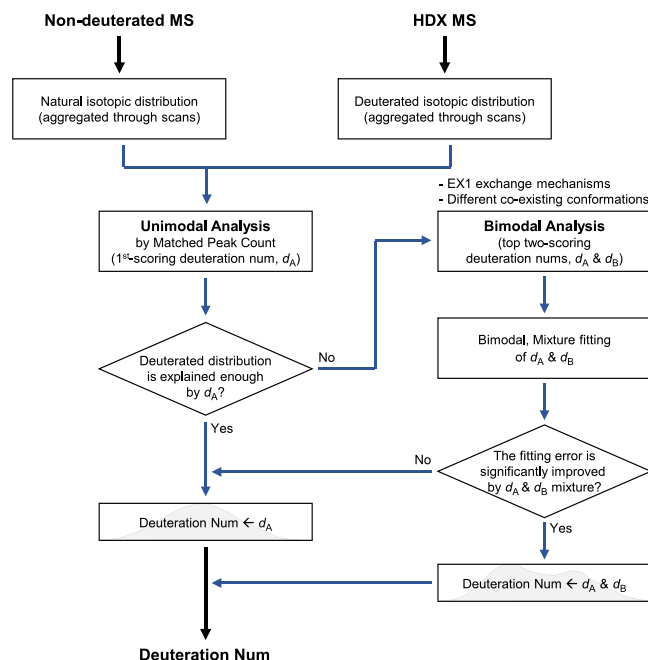 Non-deuterated MS
HDX MS
Natural isotopic distribution
(aggregated through scans)
Deuterated isotopic distribution
(aggregated through scans)
- EX1 exchange mechanisms
- Different co-existing conformations
Unimodal Analysis
by Matched Peak Count
(1st-scoring deuteration num, dA)
Bimodal Analysis
(top two-scoring
deuteration nums, dA & dB)
Deuterated distribution
is explained enough
by dA?
No
Yes
Bimodal, Mixture fitting
of dA & dB
The fitting error is
significantly improved
by dA & dB mixture?
No
Yes
Deuteration Num ← dA
Deuteration Num ← dA & dB
Deuteration Num